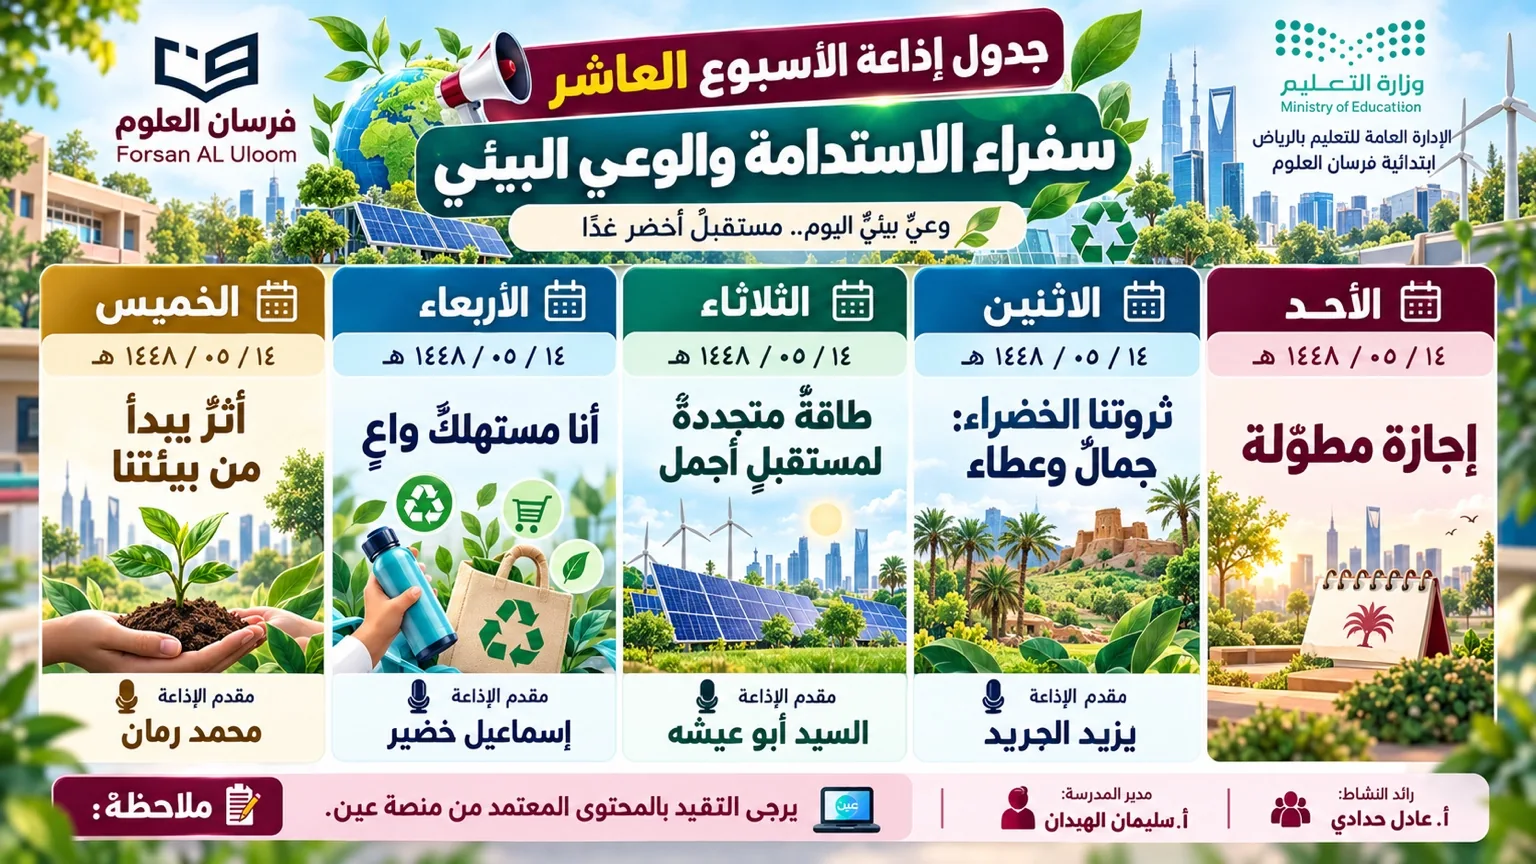 فرسان العلوم
Forsan AL Uloom
جدول إذاعة الأسبوع العاشر
سفراء الاستدامة والوعي البيئي
وعيٌ بيئيٌ اليوم.. مستقبلٌ أخضر غدًا
وزارة التعليم
Ministry of Education
الإدارة العامة للتعليم بالرياض
ابتدائية فرسان العلوم
الأحد
١٤ / ٠٥ / ١٤٤٨ هـ
إجازة مطوّلة
الاثنين
١٤ / ٠٥ / ١٤٤٨ هـ
ثروتنا الخضراء:
جمالٌ وعطاء
مقدم الإذاعة
يزيد الجريد
الثلاثاء
١٤ / ٠٥ / ١٤٤٨ هـ
طاقةٌ متجددةٌ
لمستقبلٍ أجمل
مقدم الإذاعة
السيد أبو عيشه
الأربعاء
١٤ / ٠٥ / ١٤٤٨ هـ
أنا مستهلكٌ واعٍ
مقدم الإذاعة
إسماعيل خضير
الخميس
١٤ / ٠٥ / ١٤٤٨ هـ
أثرٌ يبدأ
من بيئتنا
مقدم الإذاعة
محمد رمان
رائد النشاط:
أ. عادل حدادي
مدير المدرسة:
أ.سليمان الهيدان
عين
يرجى التقيد بالمحتوى المعتمد من منصة عين.
ملاحظة: